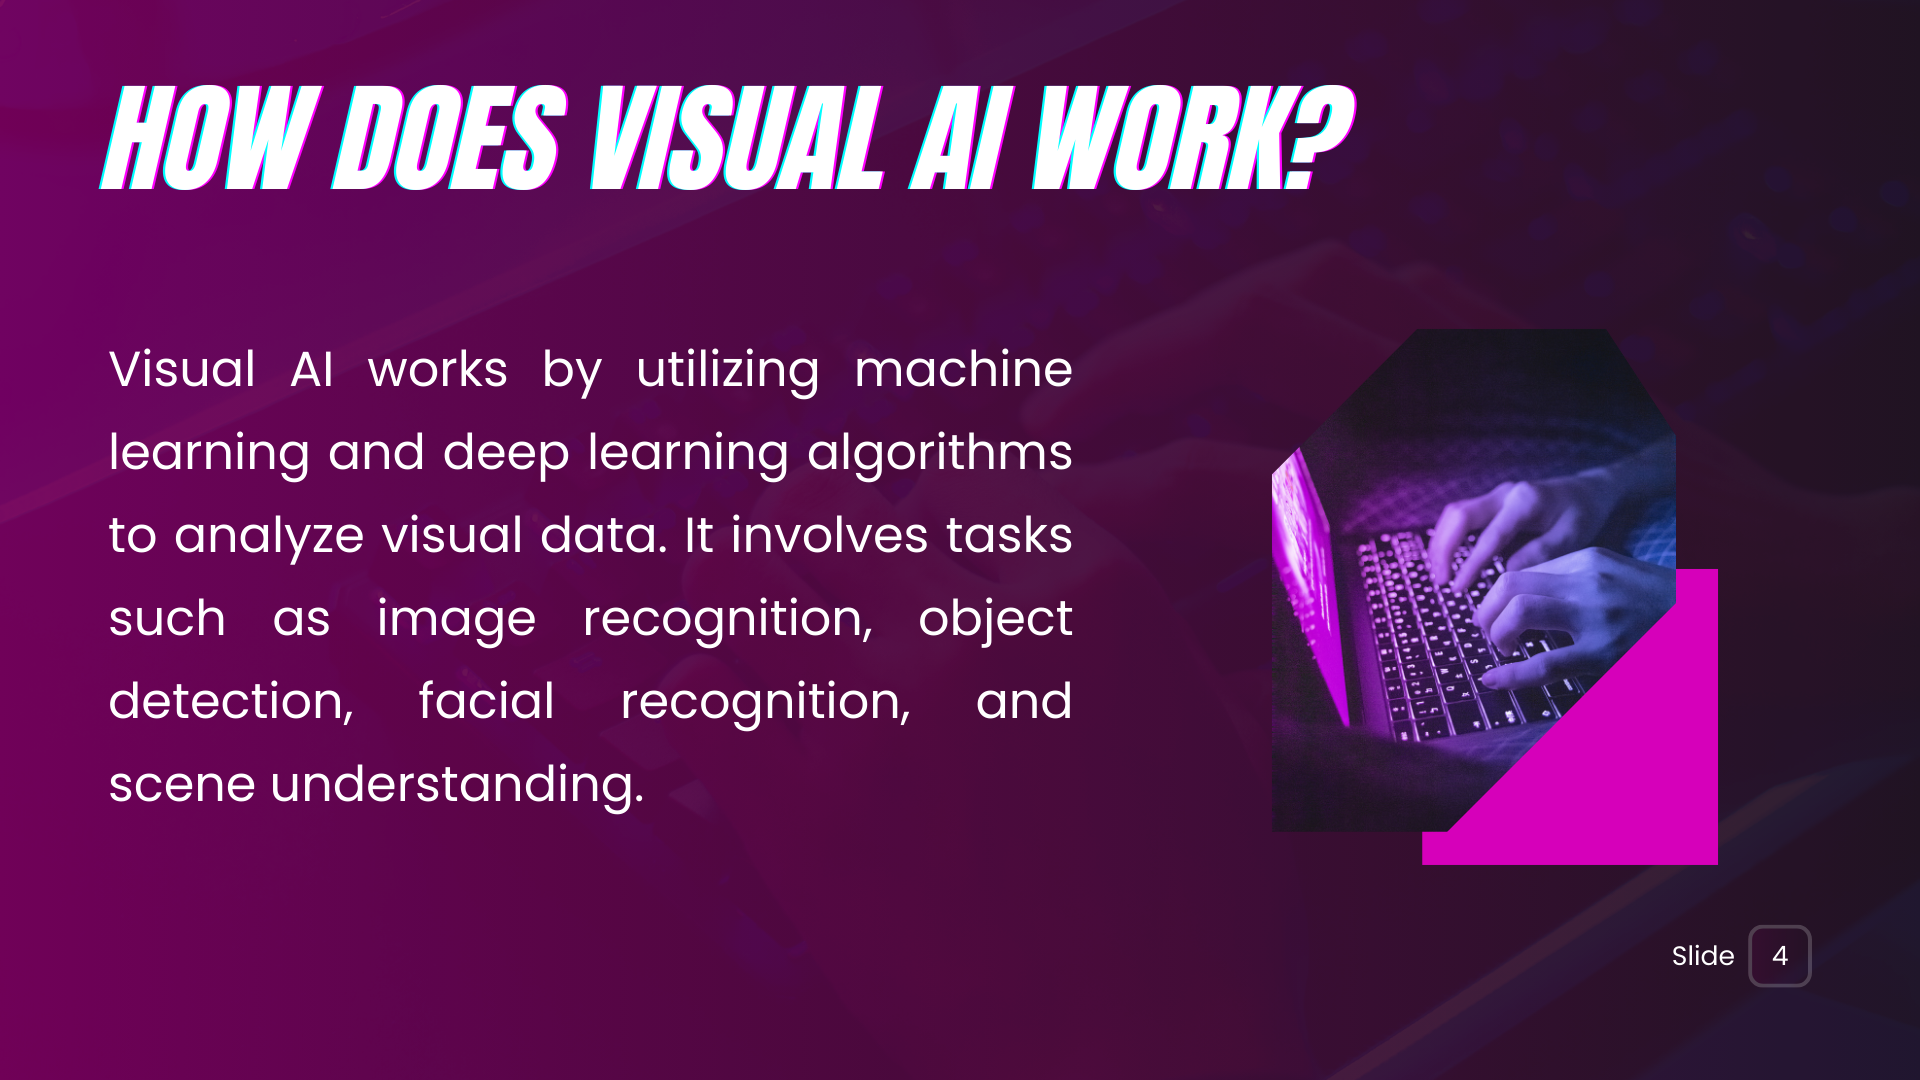 HOW DOES VISUAL AI WORK?
Visual AI works by utilizing machine
learning and deep learning algorithms
to analyze visual data. It involves tasks
such as image recognition, object
detection, facial recognition, and
scene understanding.
Slide 4